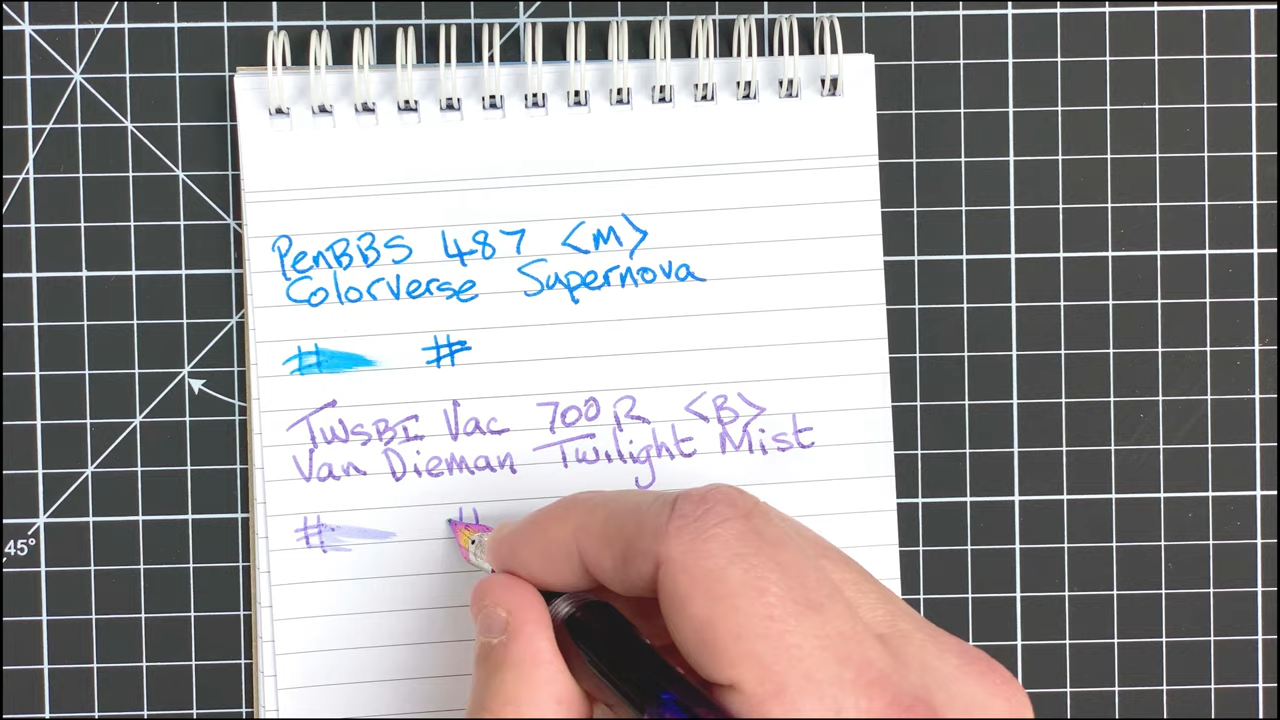 PenBBS 487 <M>
Colorverse Supernova
# #
TWSBI Vac 700R <B>
Van Dieman Twilight Mist
#
45°